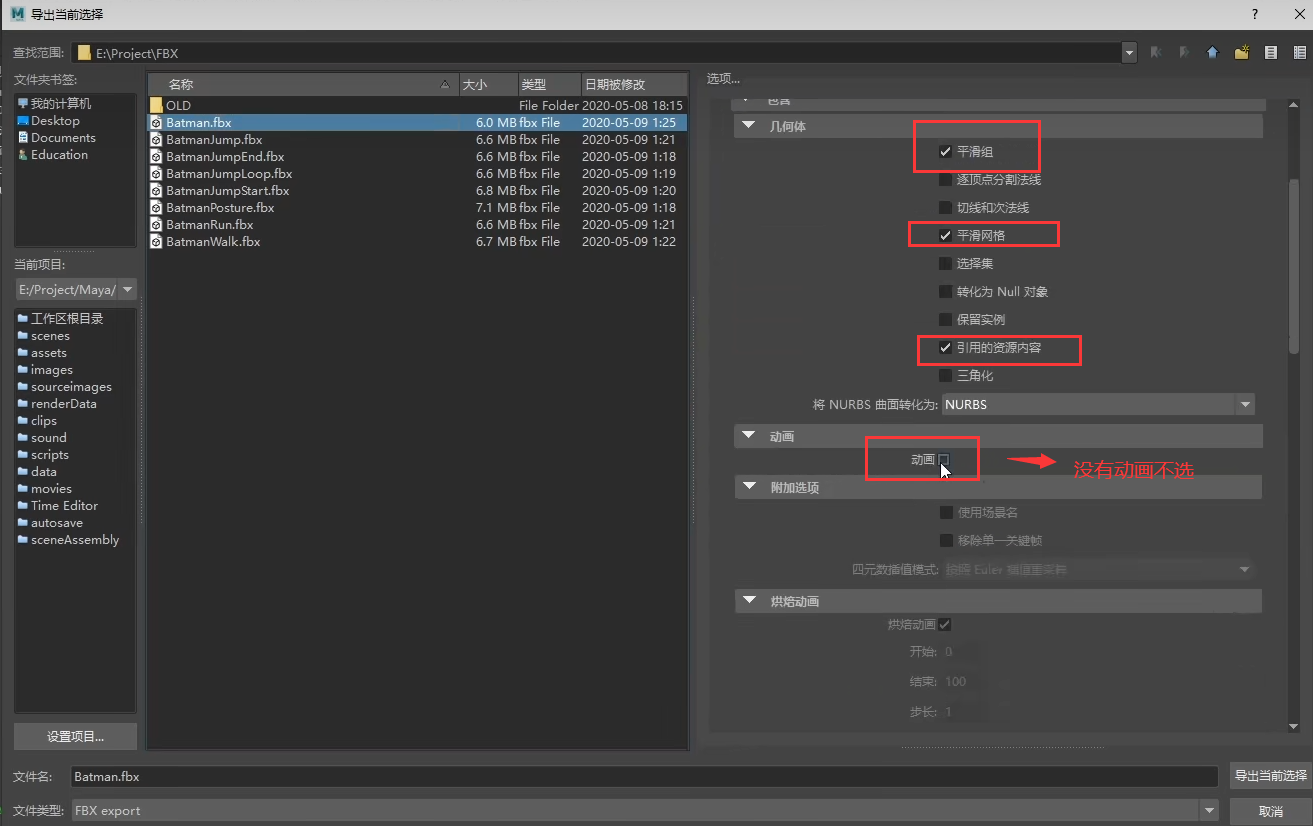 导出当前选择
?
查找范围: E:\Project\FBX
文件夹书签:
我的计算机
Desktop
Documents
Education
当前项目:
E:/Project/Maya/
工作区根目录
scenes
assets
images
sourceimages
renderData
clips
sound
scripts
data
movies
Time Editor
autosave
sceneAssembly
设置项目...
名称 大小 类型 日期被修改
OLD File Folder 2020-05-08 18:15
Batman.fbx 6.0 MB fbx File 2020-05-09 1:25
BatmanJump.fbx 6.6 MB fbx File 2020-05-09 1:21
BatmanJumpEnd.fbx 6.6 MB fbx File 2020-05-09 1:18
BatmanJumpLoop.fbx 6.6 MB fbx File 2020-05-09 1:19
BatmanJumpStart.fbx 6.8 MB fbx File 2020-05-09 1:20
BatmanPosture.fbx 7.1 MB fbx File 2020-05-09 1:18
BatmanRun.fbx 6.6 MB fbx File 2020-05-09 1:21
BatmanWalk.fbx 6.7 MB fbx File 2020-05-09 1:22
选项...
包含
几何体
平滑组
逐顶点分割法线
切线和次法线
平滑网格
选择集
转化为 Null 对象
保留实例
引用的资源内容
三角化
将 NURBS 曲面转化为: NURBS
动画
动画
没有动画不选
附加选项
使用场景名
移除单一关键帧
四元数插值模式: Euler
烘焙动画
烘焙动画
开始: 0
结束: 100
步长: 1
文件名: Batman.fbx
导出当前选择
文件类型: FBX export
取消